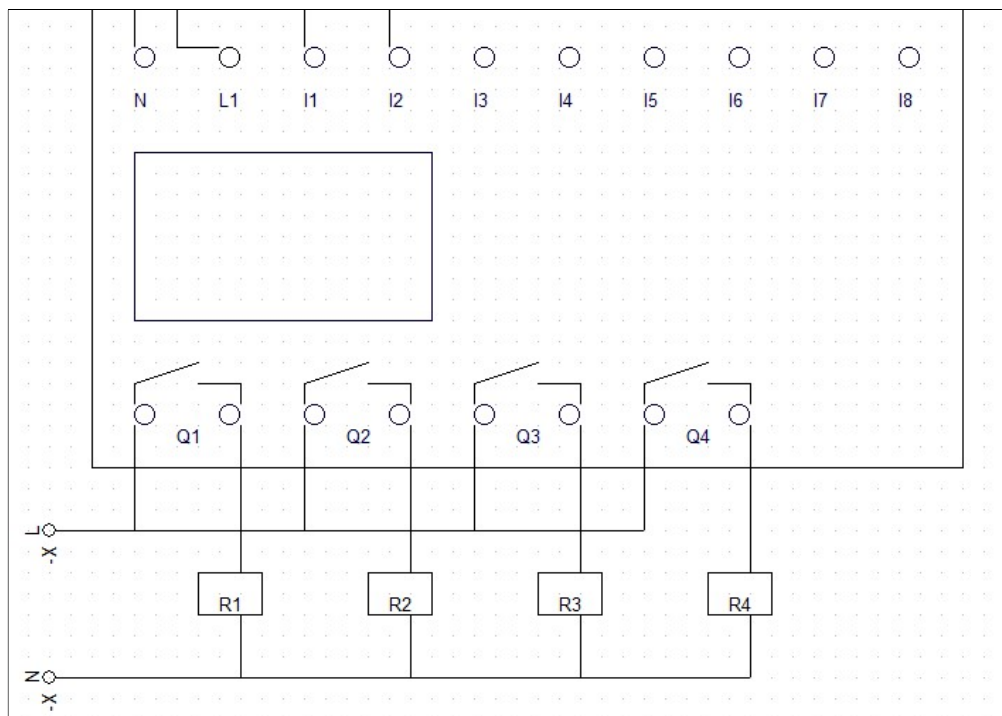 N L1 I1 I2 I3 I4 I5 I6 I7 I8
Q1 Q2 Q3 Q4
L
-X
R1 R2 R3 R4
N
-X